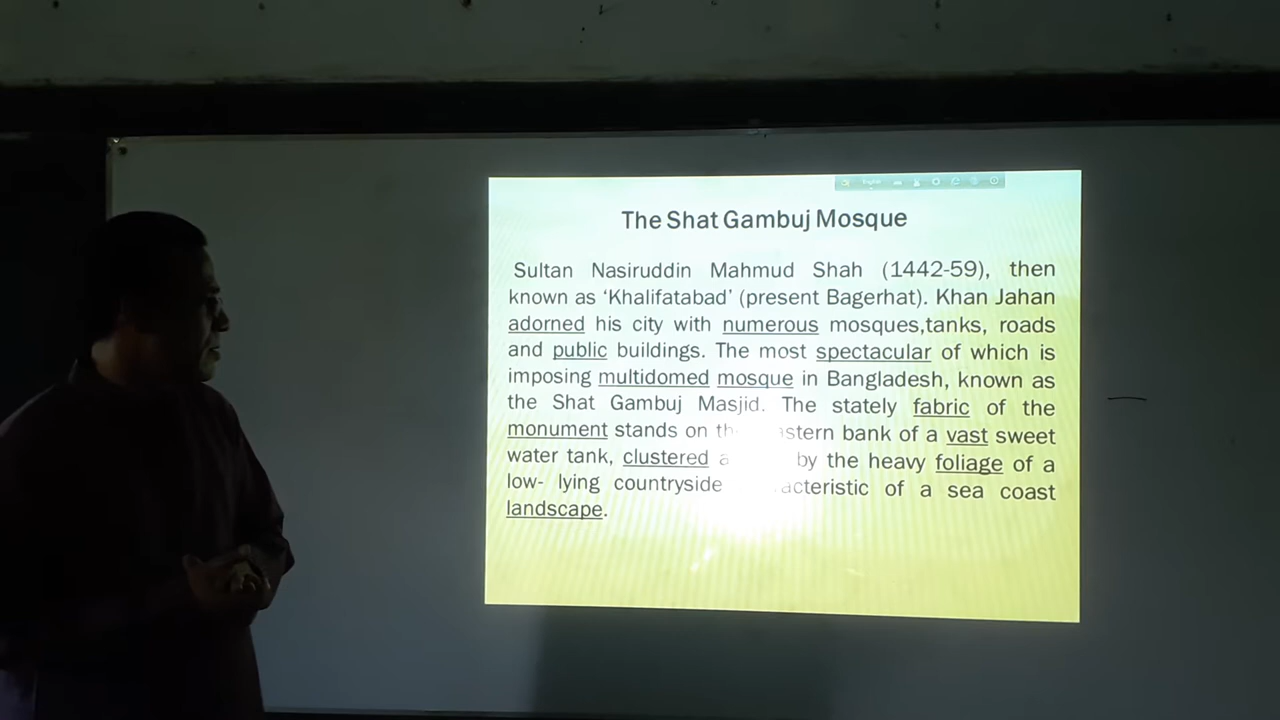 The Shat Gambuj Mosque
Sultan Nasiruddin Mahmud Shah (1442-59), then
known as ‘Khalifatabad’ (present Bagerhat). Khan Jahan
adorned his city with numerous mosques,tanks, roads
and public buildings. The most spectacular of which is
imposing multidomed mosque in Bangladesh, known as
the Shat Gambuj Masjid. The stately fabric of the
monument stands on bank of a vast sweet
water tank, clustered by the heavy foliage of a
low- lying countryside of a sea coast
landscape.